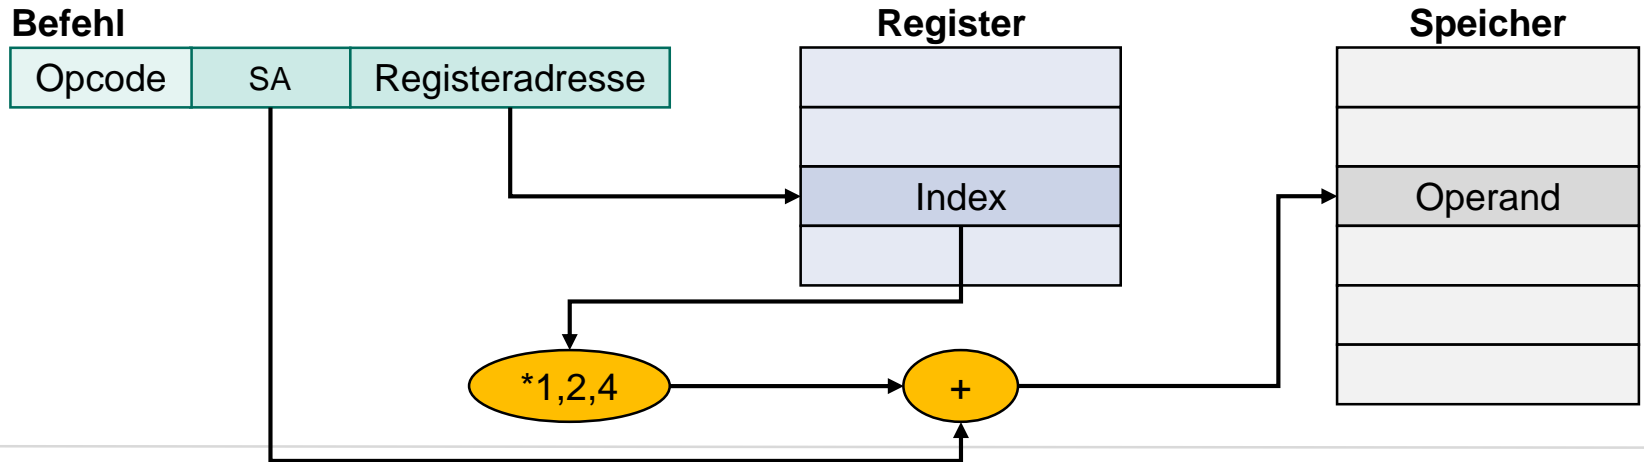 Befehl
Register
Speicher
Opcode
SA
Registeradresse
Index
Operand
*1,2,4
+